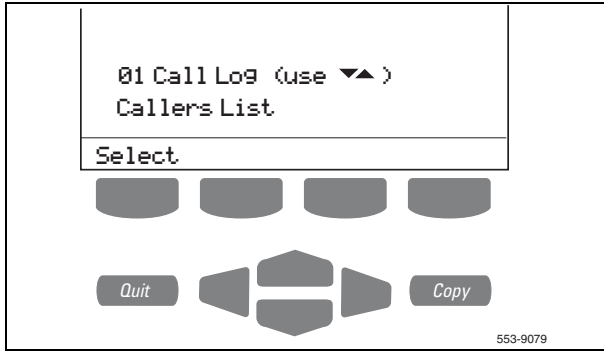 01 Call Log (use ▼▲)
Callers List
Select
Quit
Copy
553-9079